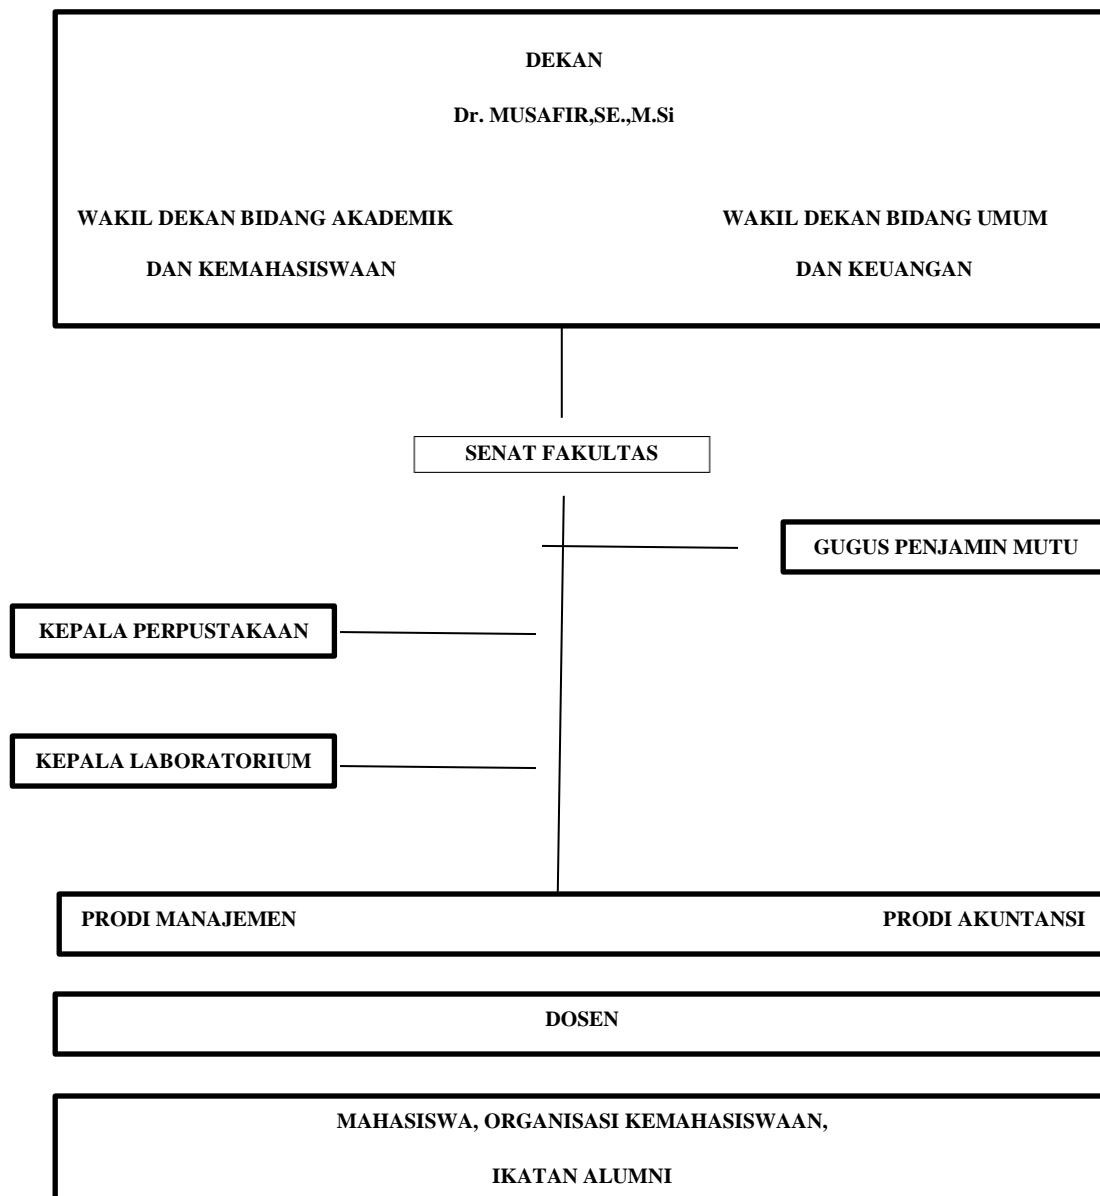 DEKAN
Dr. MUSAFIR,SE.,M.Si
WAKIL DEKAN BIDANG AKADEMIK
DAN KEMAHASISWAAN
WAKIL DEKAN BIDANG UMUM
DAN KEUANGAN
SENAT FAKULTAS
GUGUS PENJAMIN MUTU
KEPALA PERPUSTAKAAN
KEPALA LABORATORIUM
PRODI MANAJEMEN
PRODI AKUNTANSI
DOSEN
MAHASISWA, ORGANISASI KEMAHASISWAAN,
IKATAN ALUMNI